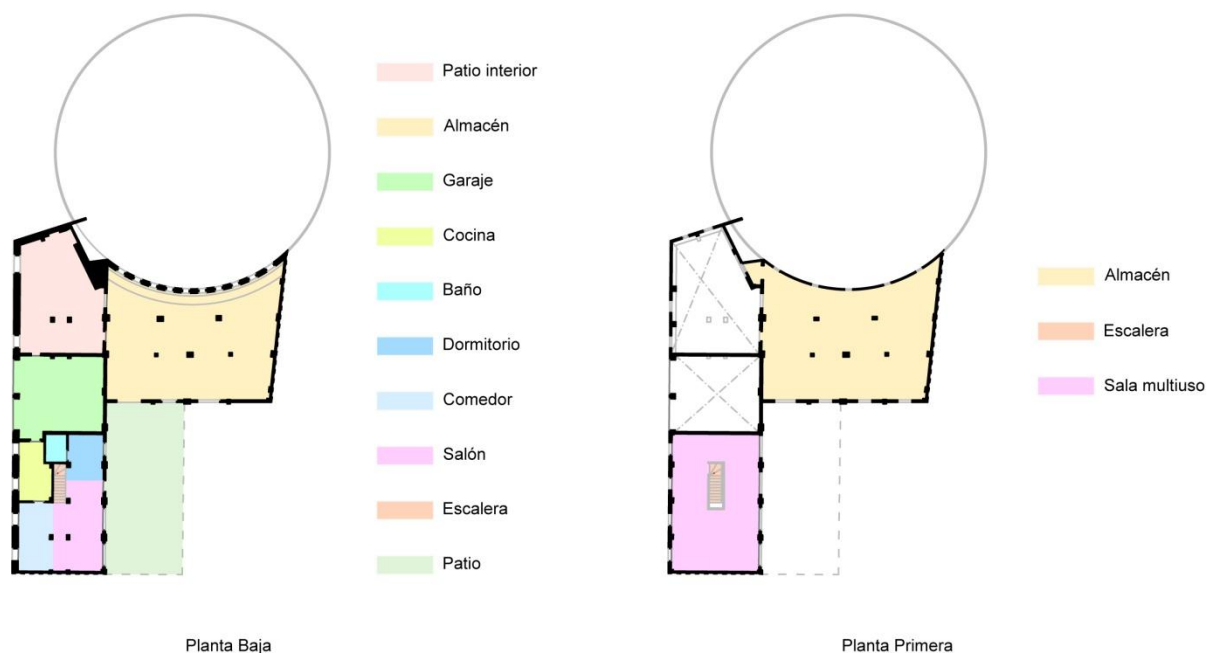 Patio interior
Almacén
Garaje
Cocina
Baño
Dormitorio
Comedor
Salón
Escalera
Patio
Planta Baja
Almacén
Escalera
Sala multiuso
Planta Primera